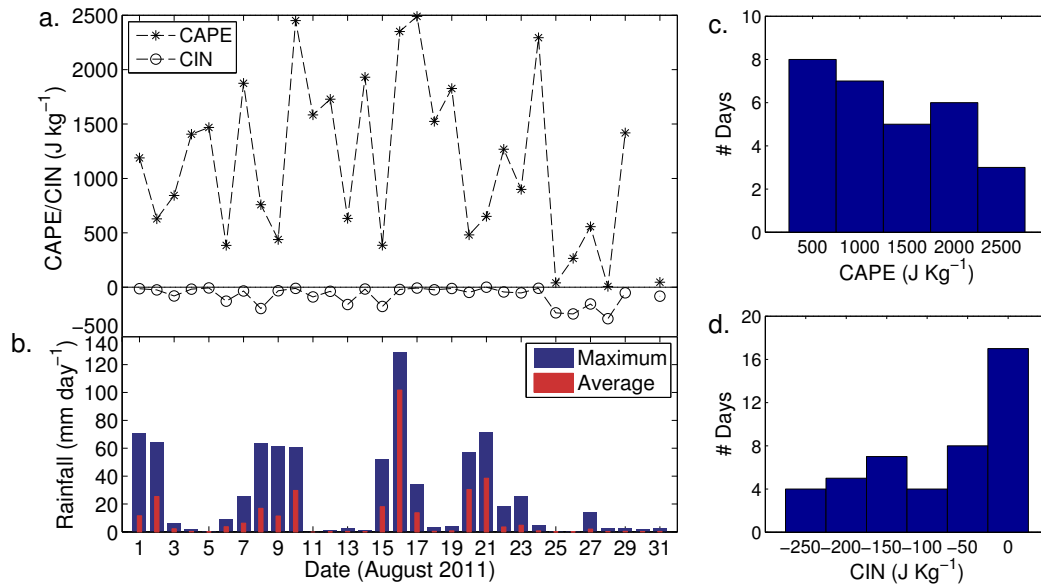 a.
CAPE/CIN (J kg⁻¹)
2500
2000
1500
1000
500
0
−500
CAPE
CIN
b.
Rainfall (mm day⁻¹)
140
120
100
80
60
40
20
0
Maximum
Average
1 3 5 7 9 11 13 15 17 19 21 23 25 27 29 31
Date (August 2011)
c.
# Days
10
8
6
4
2
0
500 1000 1500 2000 2500
CAPE (J Kg⁻¹)
d.
# Days
20
16
12
8
4
0
−250 −200 −150 −100 −50 0
CIN (J Kg⁻¹)